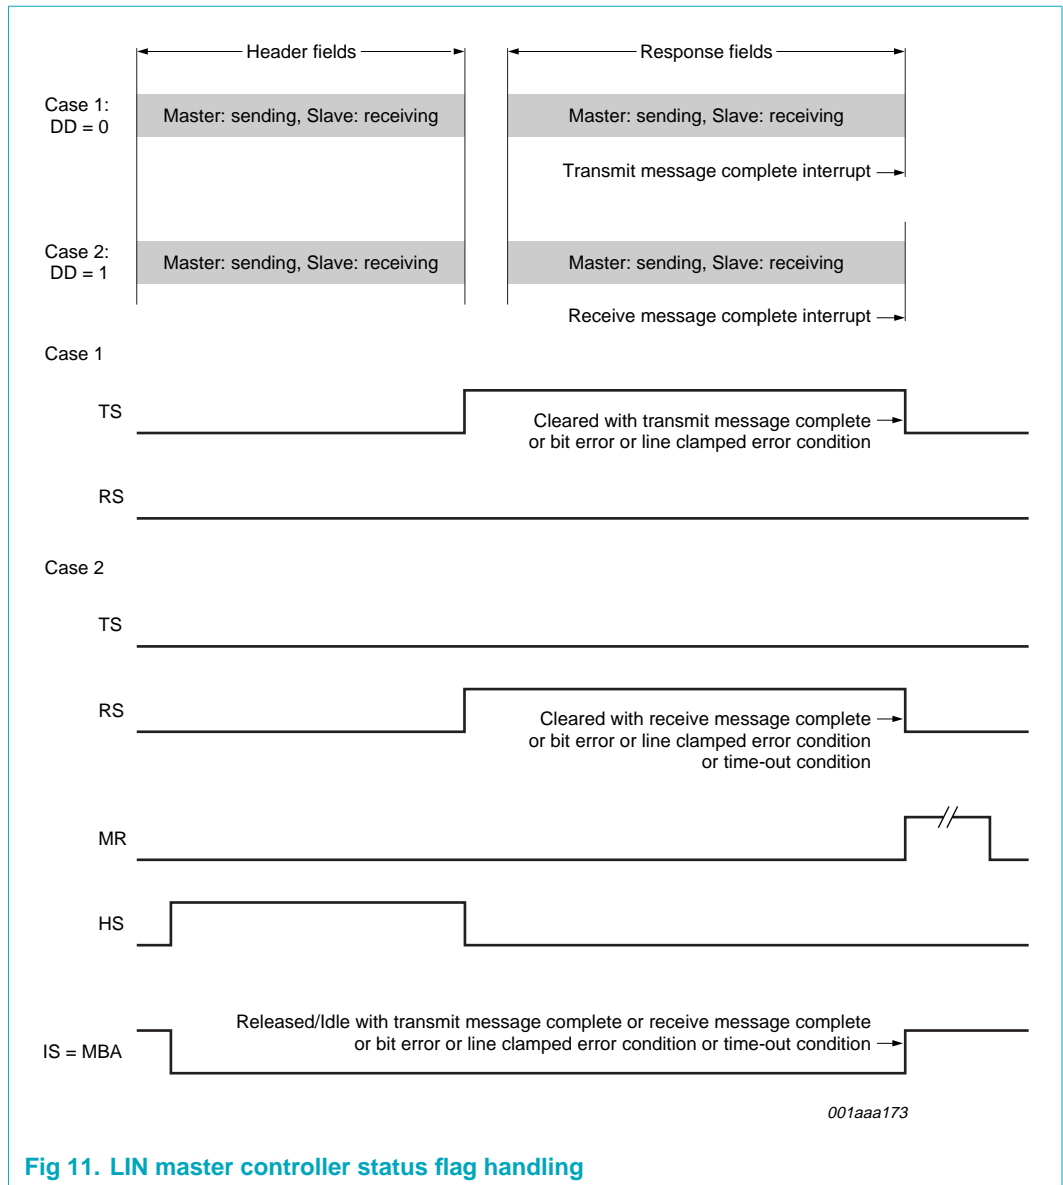 Header fields
Response fields
Case 1:
DD = 0
Master: sending, Slave: receiving
Master: sending, Slave: receiving
Transmit message complete interrupt
Case 2:
DD = 1
Master: sending, Slave: receiving
Master: sending, Slave: receiving
Receive message complete interrupt
Case 1
TS
Cleared with transmit message complete
or bit error or line clamped error condition
RS
Case 2
TS
RS
Cleared with receive message complete
or bit error or line clamped error condition
or time-out condition
MR
HS
IS = MBA
Released/Idle with transmit message complete or receive message complete
or bit error or line clamped error condition or time-out condition
001aaa173
Fig 11. LIN master controller status flag handling